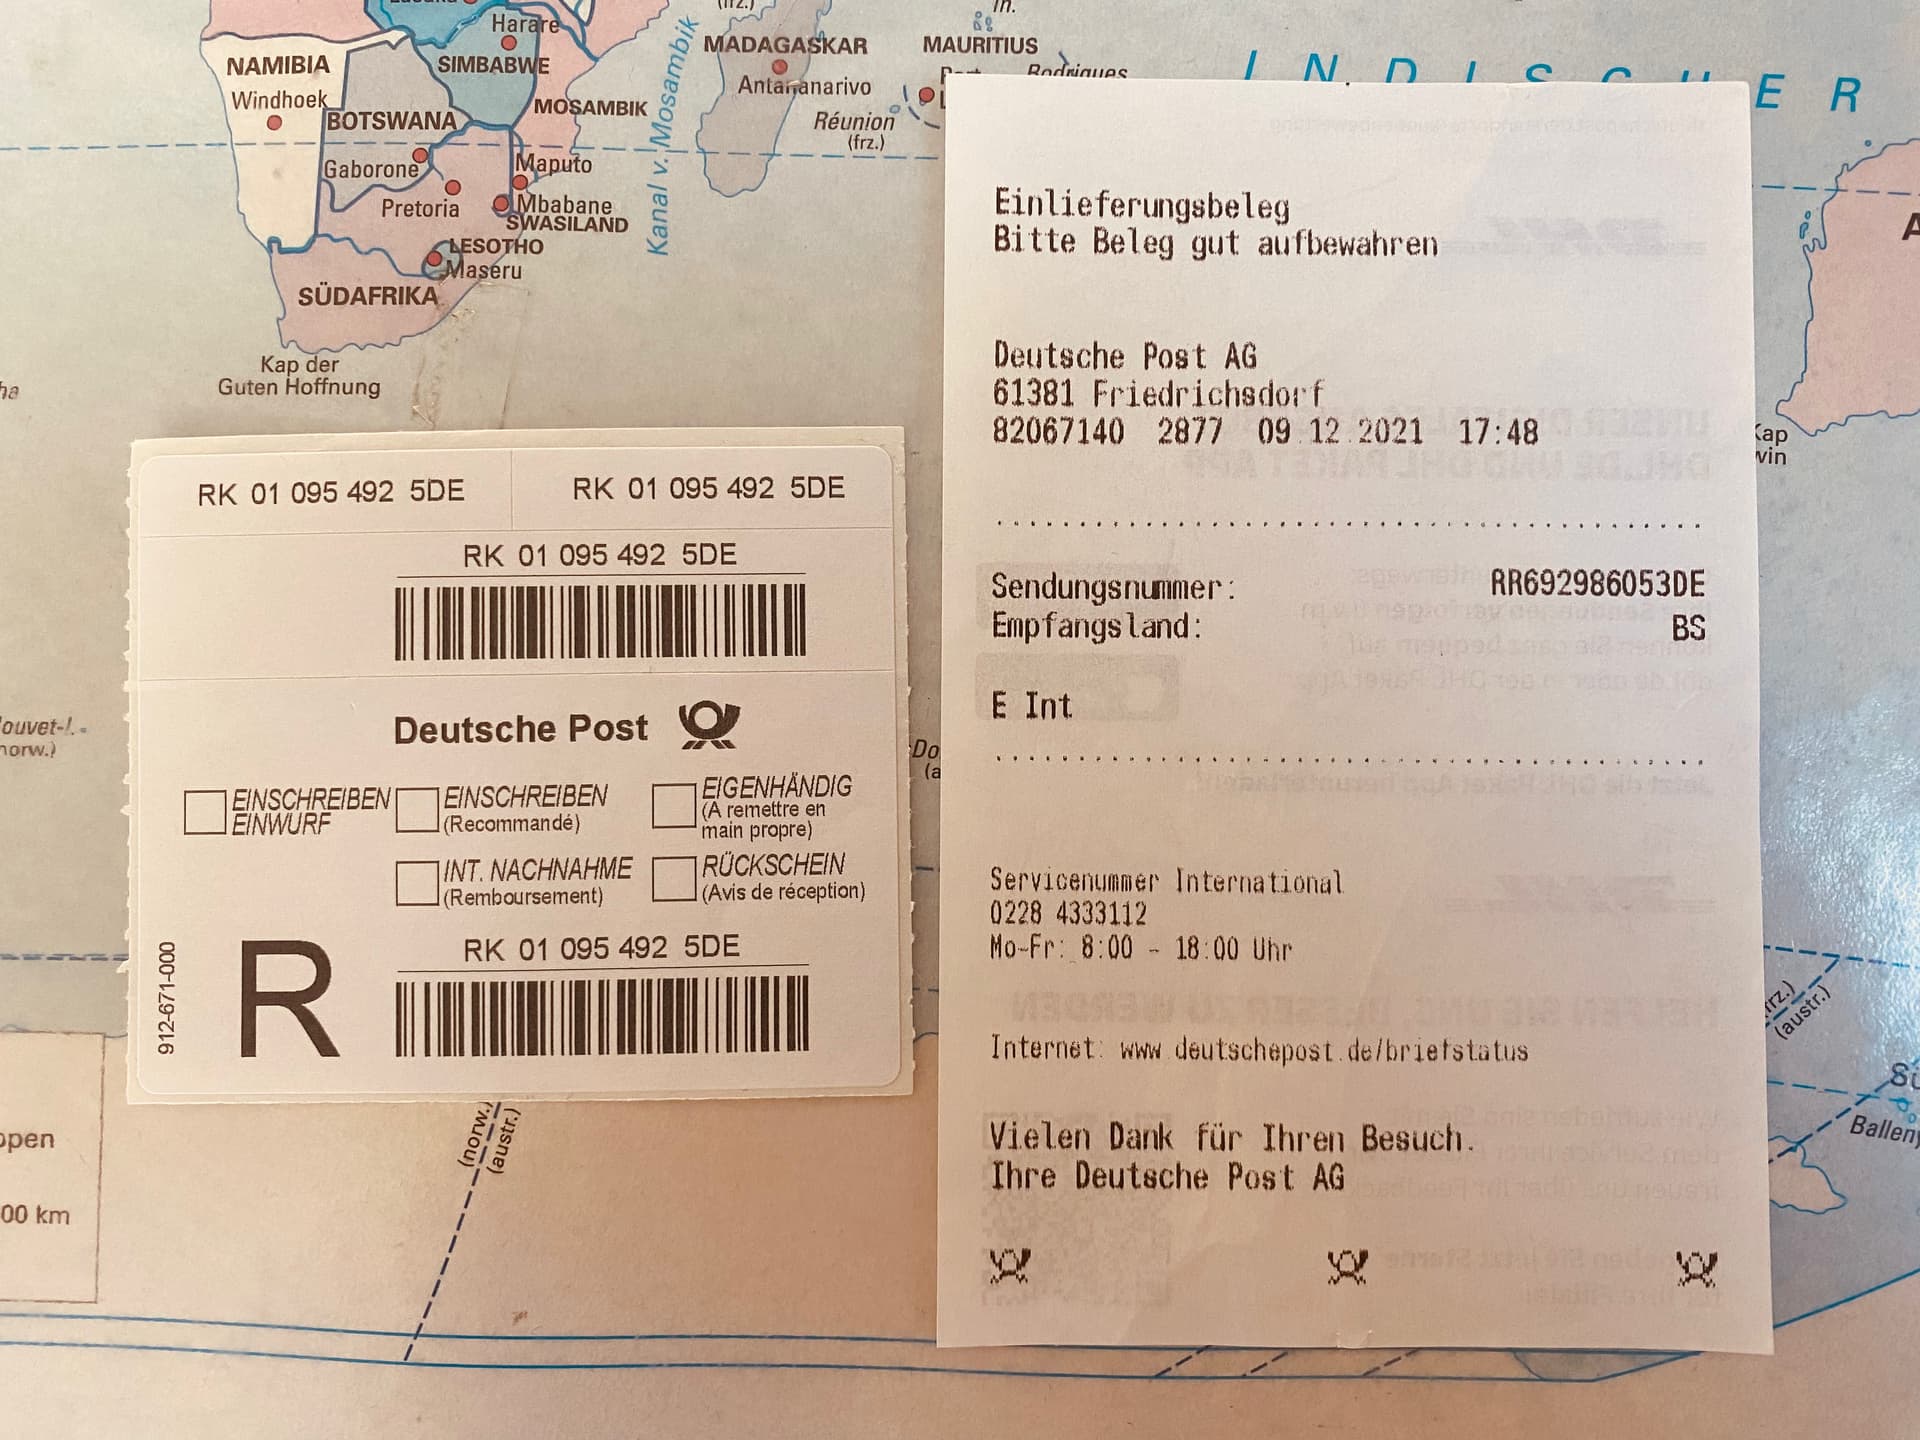 Harare
NAMIBIA
SIMBABWE
Windhoek
MOSAMBIK
BOTSWANA
Gaborone
Maputo
Pretoria
Mbabane
SWASILAND
LESOTHO
Maseru
SÜDAFRIKA
Kap der
Guten Hoffnung
Kanal v. Mosambik
(frz.)
MADAGASKAR
Antananarivo
MAURITIUS
Rodrigues
Réunion
(frz.)
INDISCHER
RK 01 095 492 5DE
RK 01 095 492 5DE
RK 01 095 492 5DE
Deutsche Post
EINSCHREIBEN
EINWURF
EINSCHREIBEN
(Recommandé)
EIGENHÄNDIG
(A remettre en
main propre)
INT. NACHNAHME
(Remboursement)
RÜCKSCHEIN
(Avis de réception)
912-671-000
R
RK 01 095 492 5DE
(norw.)
(austr.)
00 km
Einlieferungsbeleg
Bitte Beleg gut aufbewahren
Deutsche Post AG
61381 Friedrichsdorf
82067140 2877 09.12.2021 17:48
Sendungsnummer: RR692986053DE
Empfangsland: BS
E Int
Servicenummer International
0228 4333112
Mo-Fr: 8:00 - 18:00 Uhr
Internet: www.deutschepost.de/briefstatus
Vielen Dank für Ihren Besuch.
Ihre Deutsche Post AG
(austr.)